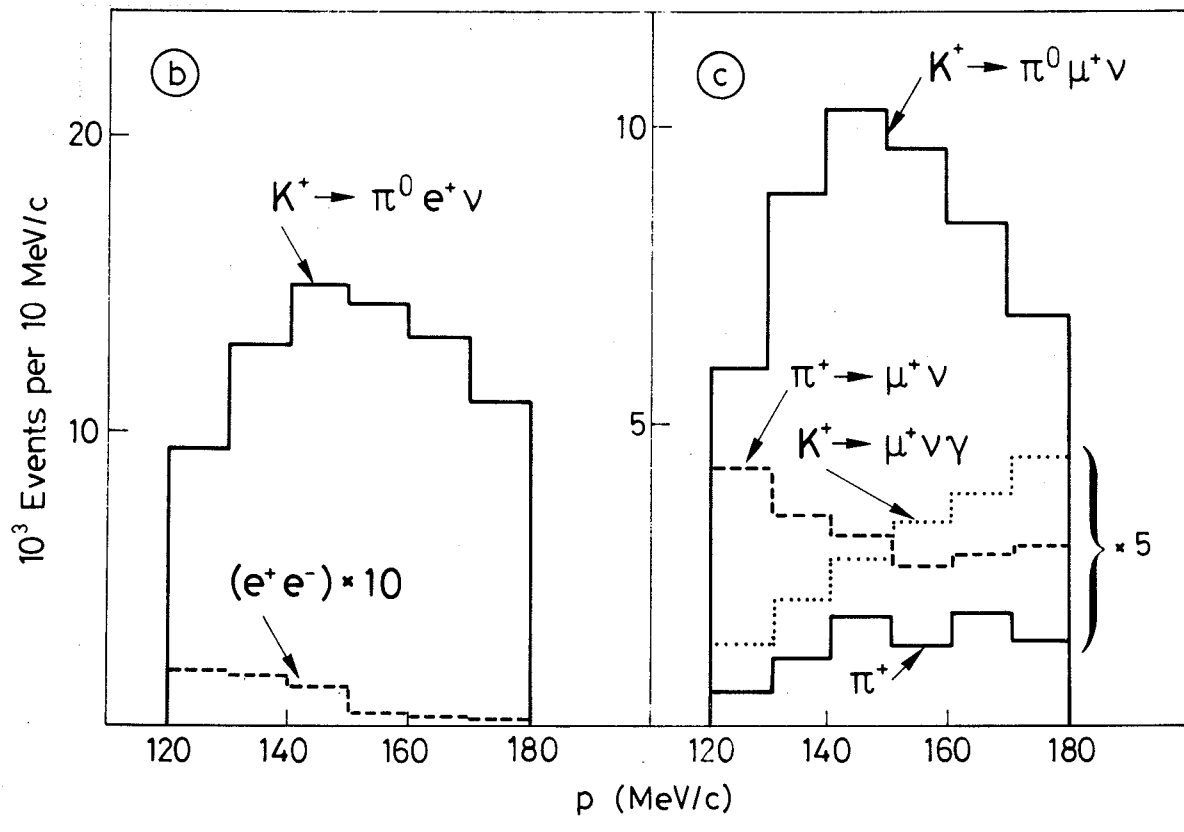 b
K⁺ → π⁰ e⁺ ν
(e⁺ e⁻) × 10
20
10
10³ Events per 10 MeV/c
120 140 160 180
c
K⁺ → π⁰ μ⁺ ν
π⁺ → μ⁺ ν
K⁺ → μ⁺ ν γ
π⁺
× 5
10
5
120 140 160 180
p (MeV/c)